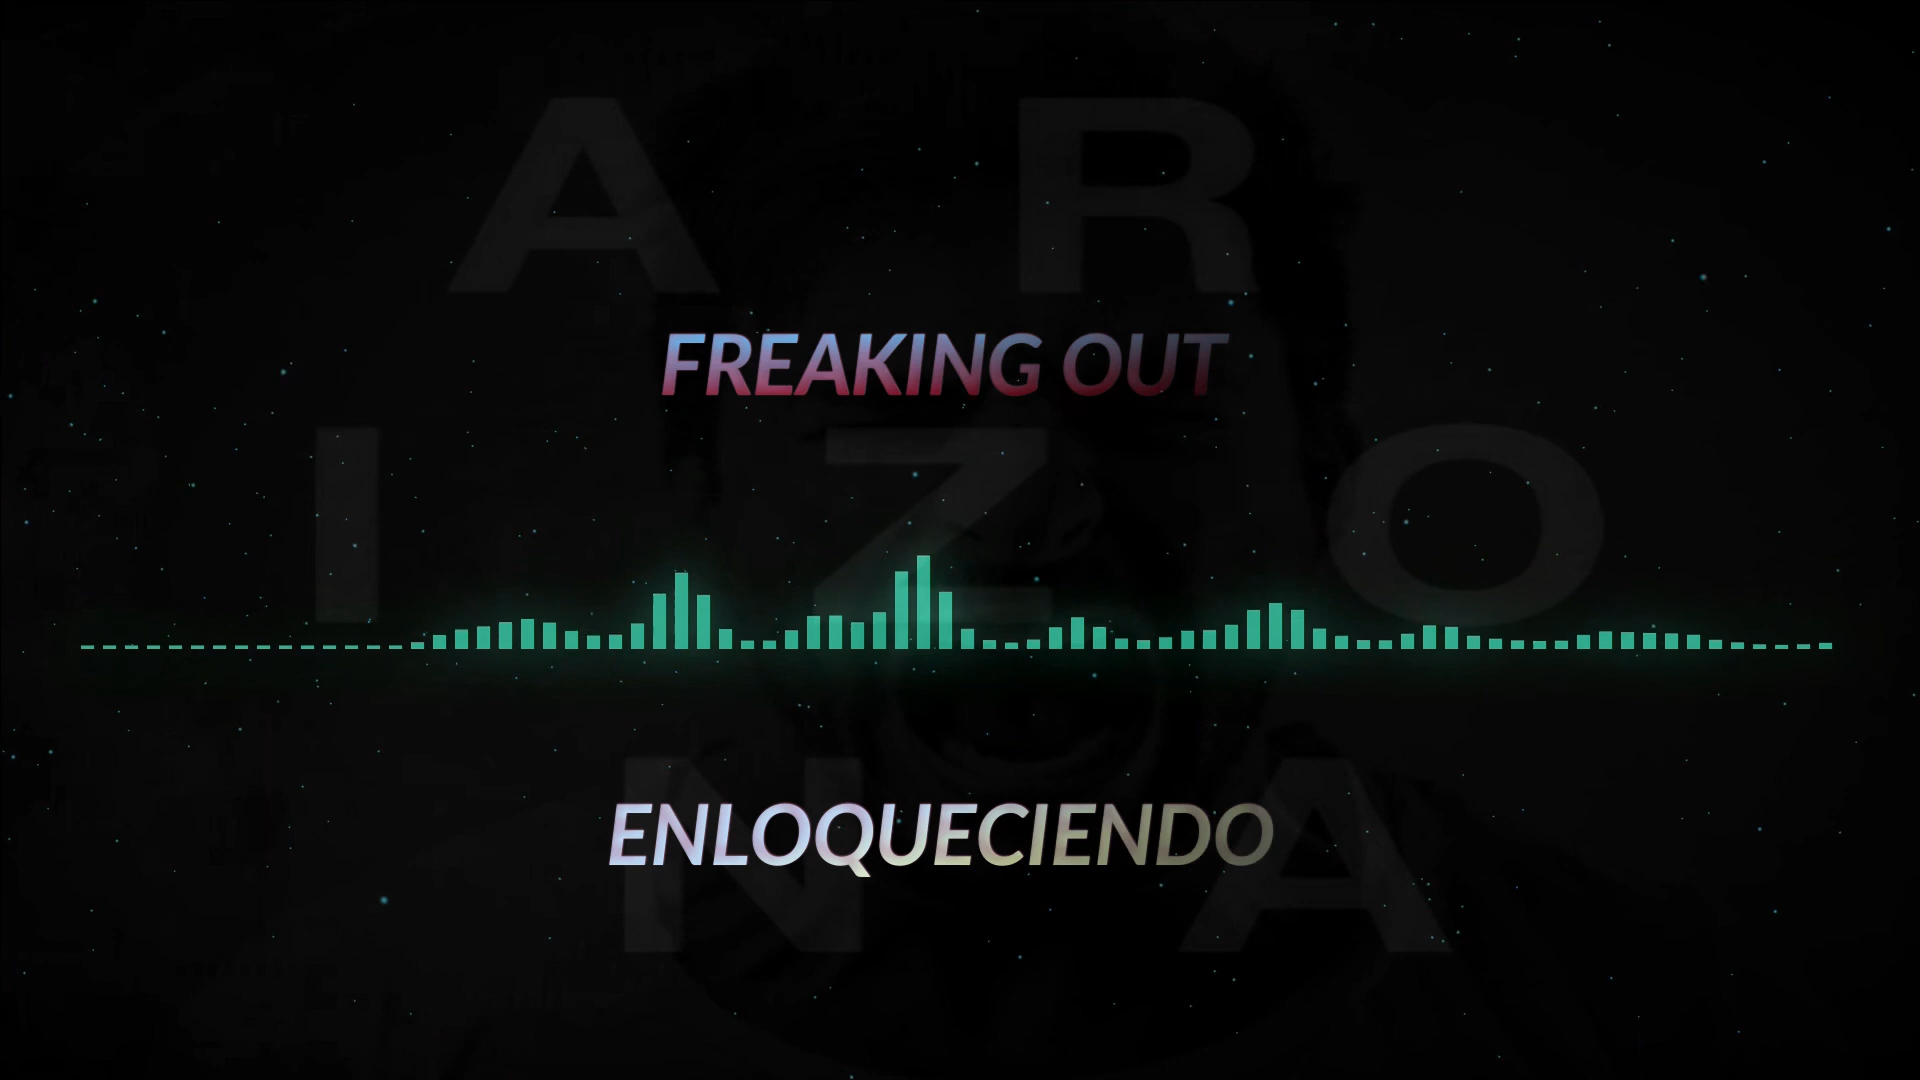 A R
FREAKING OUT
I Z O
ENLOQUECIENDO
N A